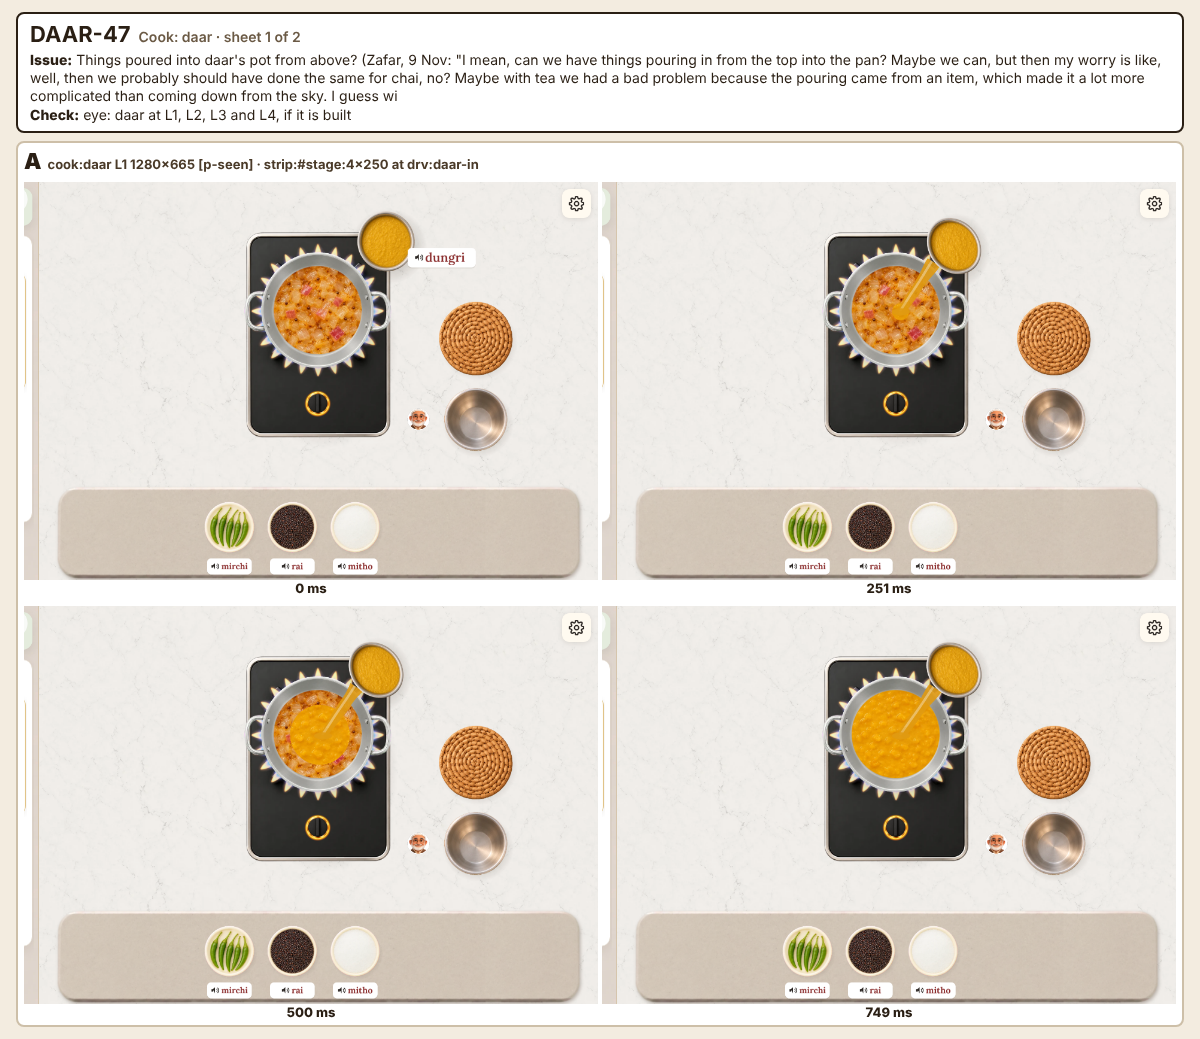 DAAR-47 Cook: daar · sheet 1 of 2
Issue: Things poured into daar's pot from above? (Zafar, 9 Nov: "I mean, can we have things pouring in from the top into the pan? Maybe we can, but then my worry is like,
well, then we probably should have done the same for chai, no? Maybe with tea we had a bad problem because the pouring came from an item, which made it a lot more
complicated than coming down from the sky. I guess wi
Check: eye: daar at L1, L2, L3 and L4, if it is built
A cook:daar L1 1280×665 [p-seen] · strip:#stage:4×250 at drv:daar-in
dungri
mirchi rai mitho
mirchi rai mitho
0 ms
251 ms
mirchi rai mitho
mirchi rai mitho
500 ms
749 ms